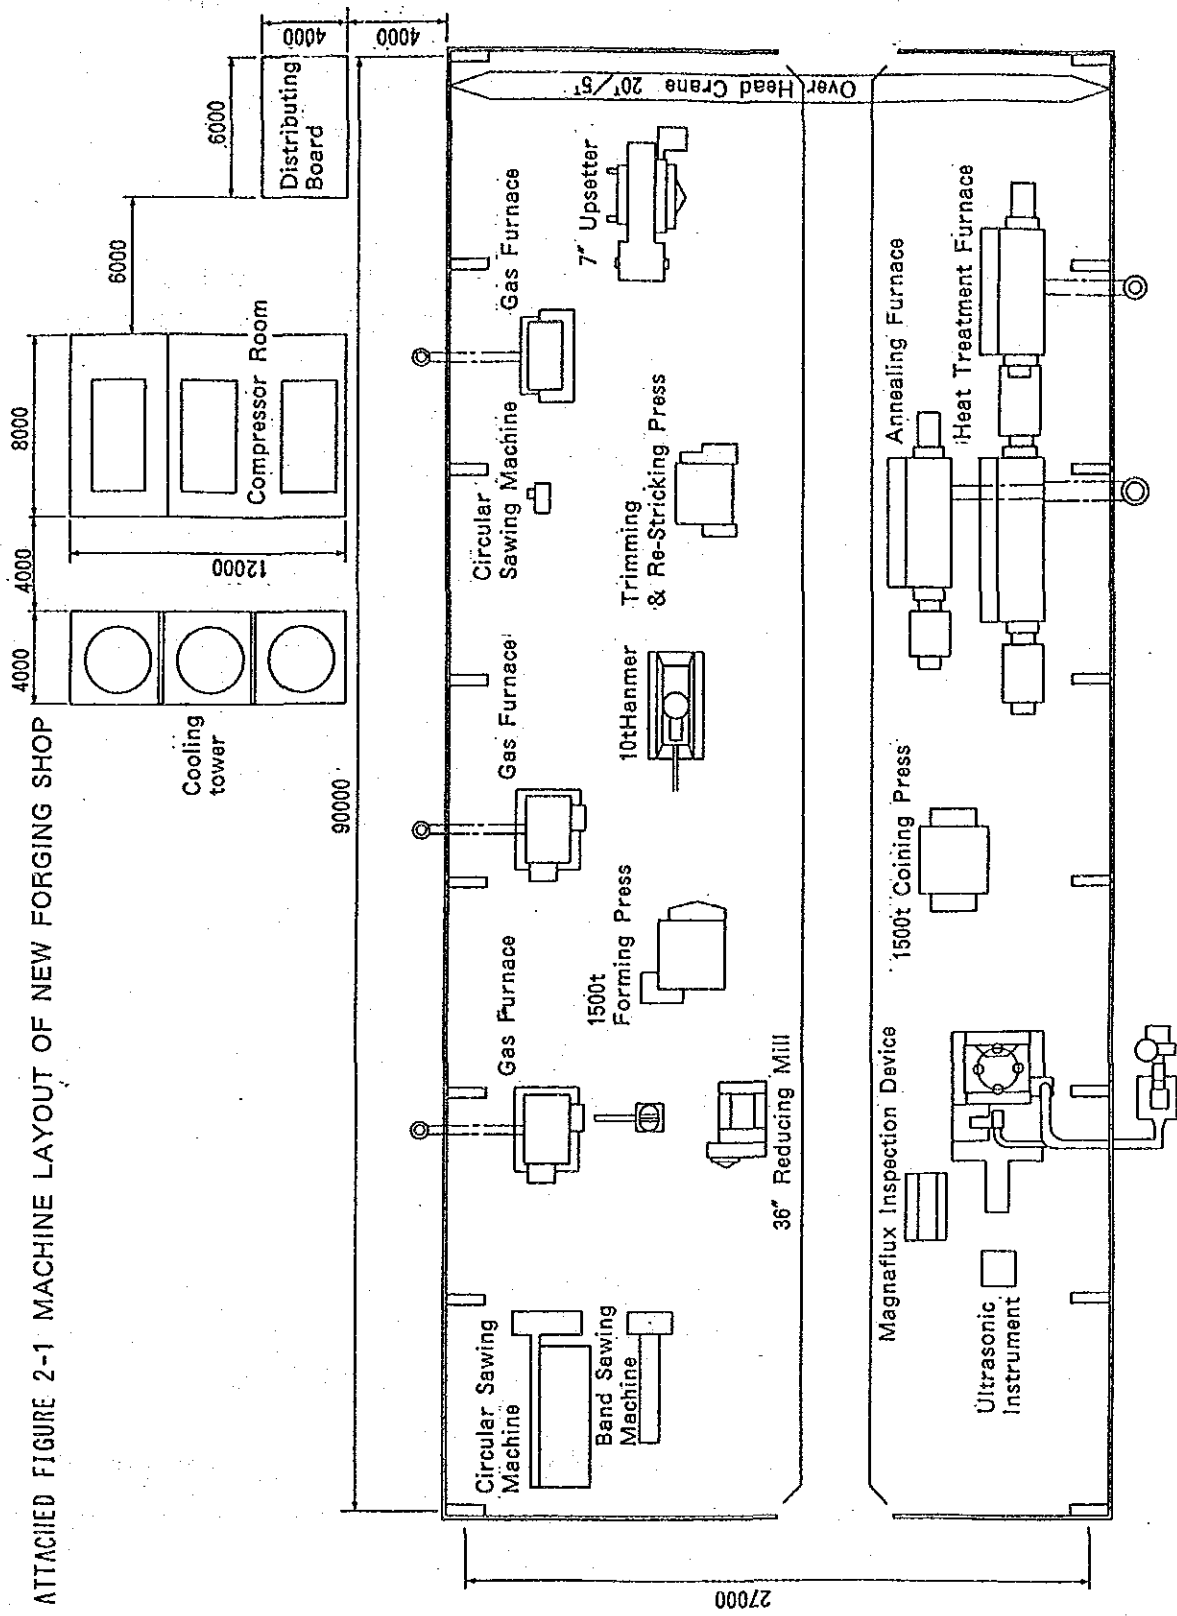 ATTACHED FIGURE 2-1 MACHINE LAYOUT OF NEW FORGING SHOP
4000
4000
8000
6000
6000
4000
4000
12000
Cooling
tower
Compressor Room
Distributing
Board
90000
27000
Circular Sawing
Machine
Band Sawing
Machine
Gas Furnace
1500t
Forming Press
36" Reducing Mill
Gas Furnace
10tHanmer
Circular
Sawing Machine
Trimming
& Re-Stricking Press
Gas Furnace
7" Upsetter
Over Head Crane 20T/5T
Magnaflux Inspection Device
Ultrasonic
Instrument
1500t Coining Press
Annealing Furnace
Heat Treatment Furnace